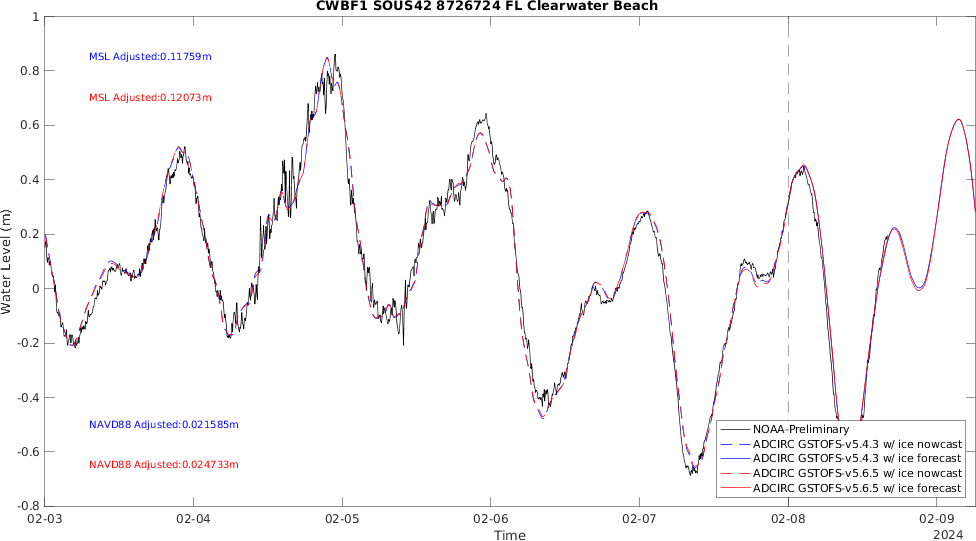 CWBF1 SOUS42 8726724 FL Clearwater Beach
1
0.8
0.6
0.4
0.2
0
-0.2
-0.4
-0.6
-0.8
Water Level (m)
MSL Adjusted:0.11759m
MSL Adjusted:0.12073m
NAVD88 Adjusted:0.021585m
NAVD88 Adjusted:0.024733m
NOAA-Preliminary
ADCIRC GSTOFS-v5.4.3 w/ ice nowcast
ADCIRC GSTOFS-v5.4.3 w/ ice forecast
ADCIRC GSTOFS-v5.6.5 w/ ice nowcast
ADCIRC GSTOFS-v5.6.5 w/ ice forecast
02-03 02-04 02-05 02-06 02-07 02-08 02-09
Time
2024